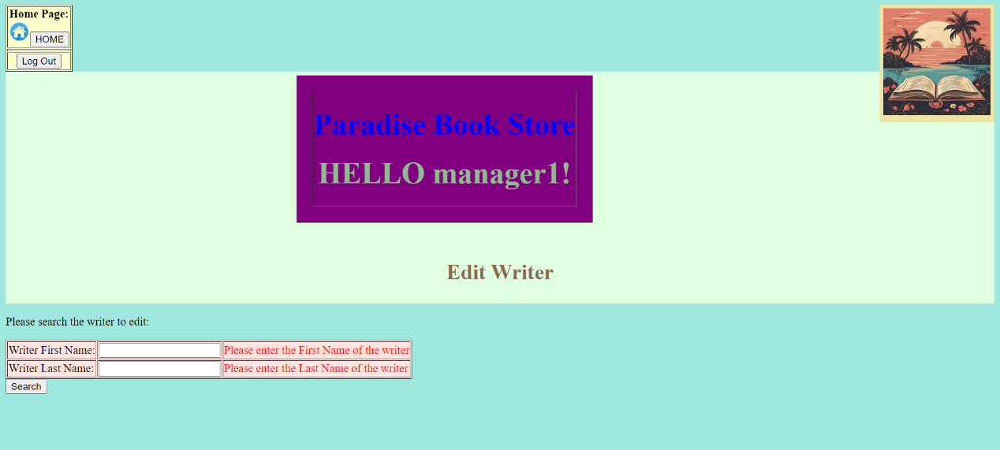 Home Page:
HOME
Log Out
Paradise Book Store
HELLO manager1!
Edit Writer
Please search the writer to edit:
Writer First Name: Please enter the First Name of the writer
Writer Last Name: Please enter the Last Name of the writer
Search